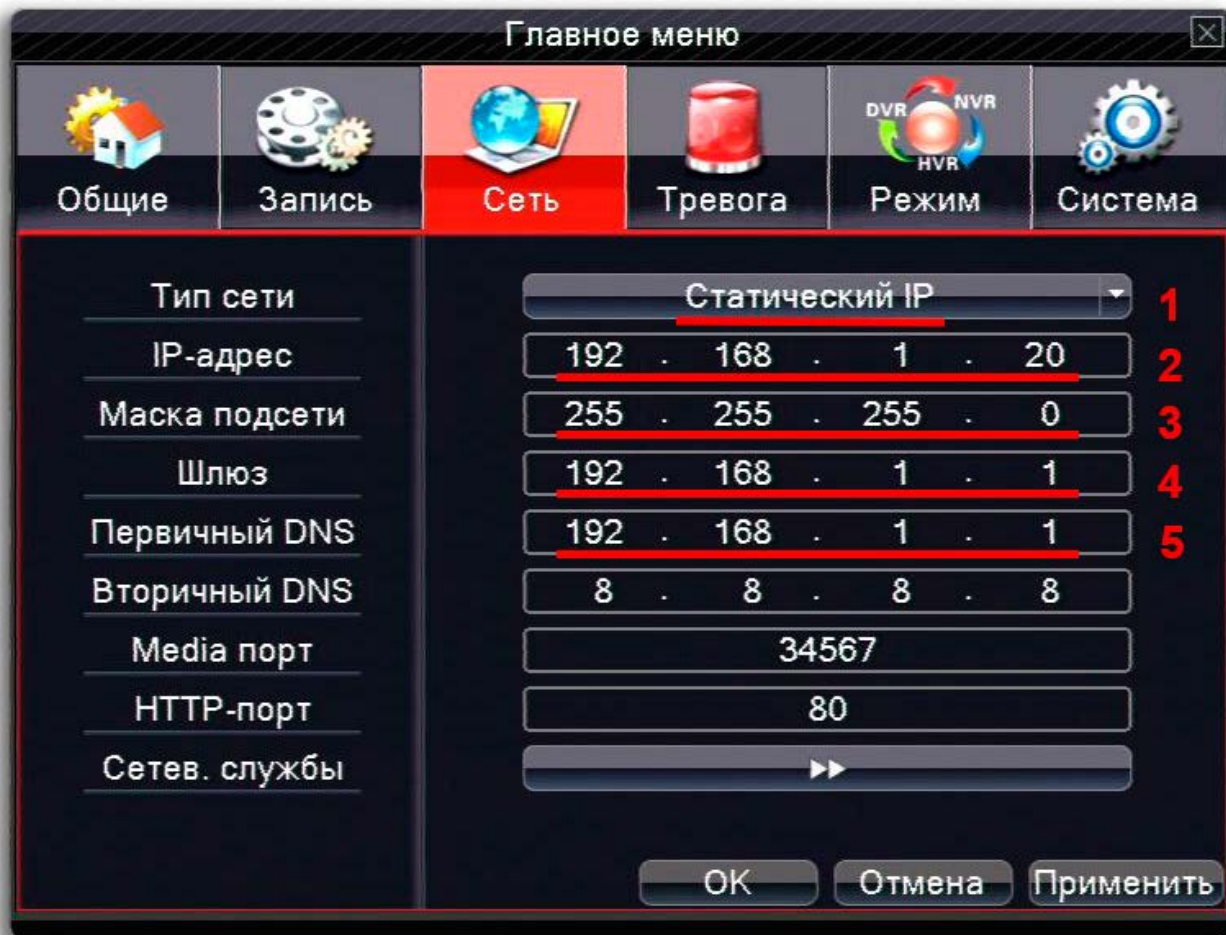 Главное меню
DVR NVR HVR
Общие Запись Сеть Тревога Режим Система
Тип сети Статический IP 1
IP-адрес 192 . 168 . 1 . 20 2
Маска подсети 255 . 255 . 255 . 0 3
Шлюз 192 . 168 . 1 . 1 4
Первичный DNS 192 . 168 . 1 . 1 5
Вторичный DNS 8 . 8 . 8 . 8
Media порт 34567
HTTP-порт 80
Сетев. службы
OK Отмена Применить